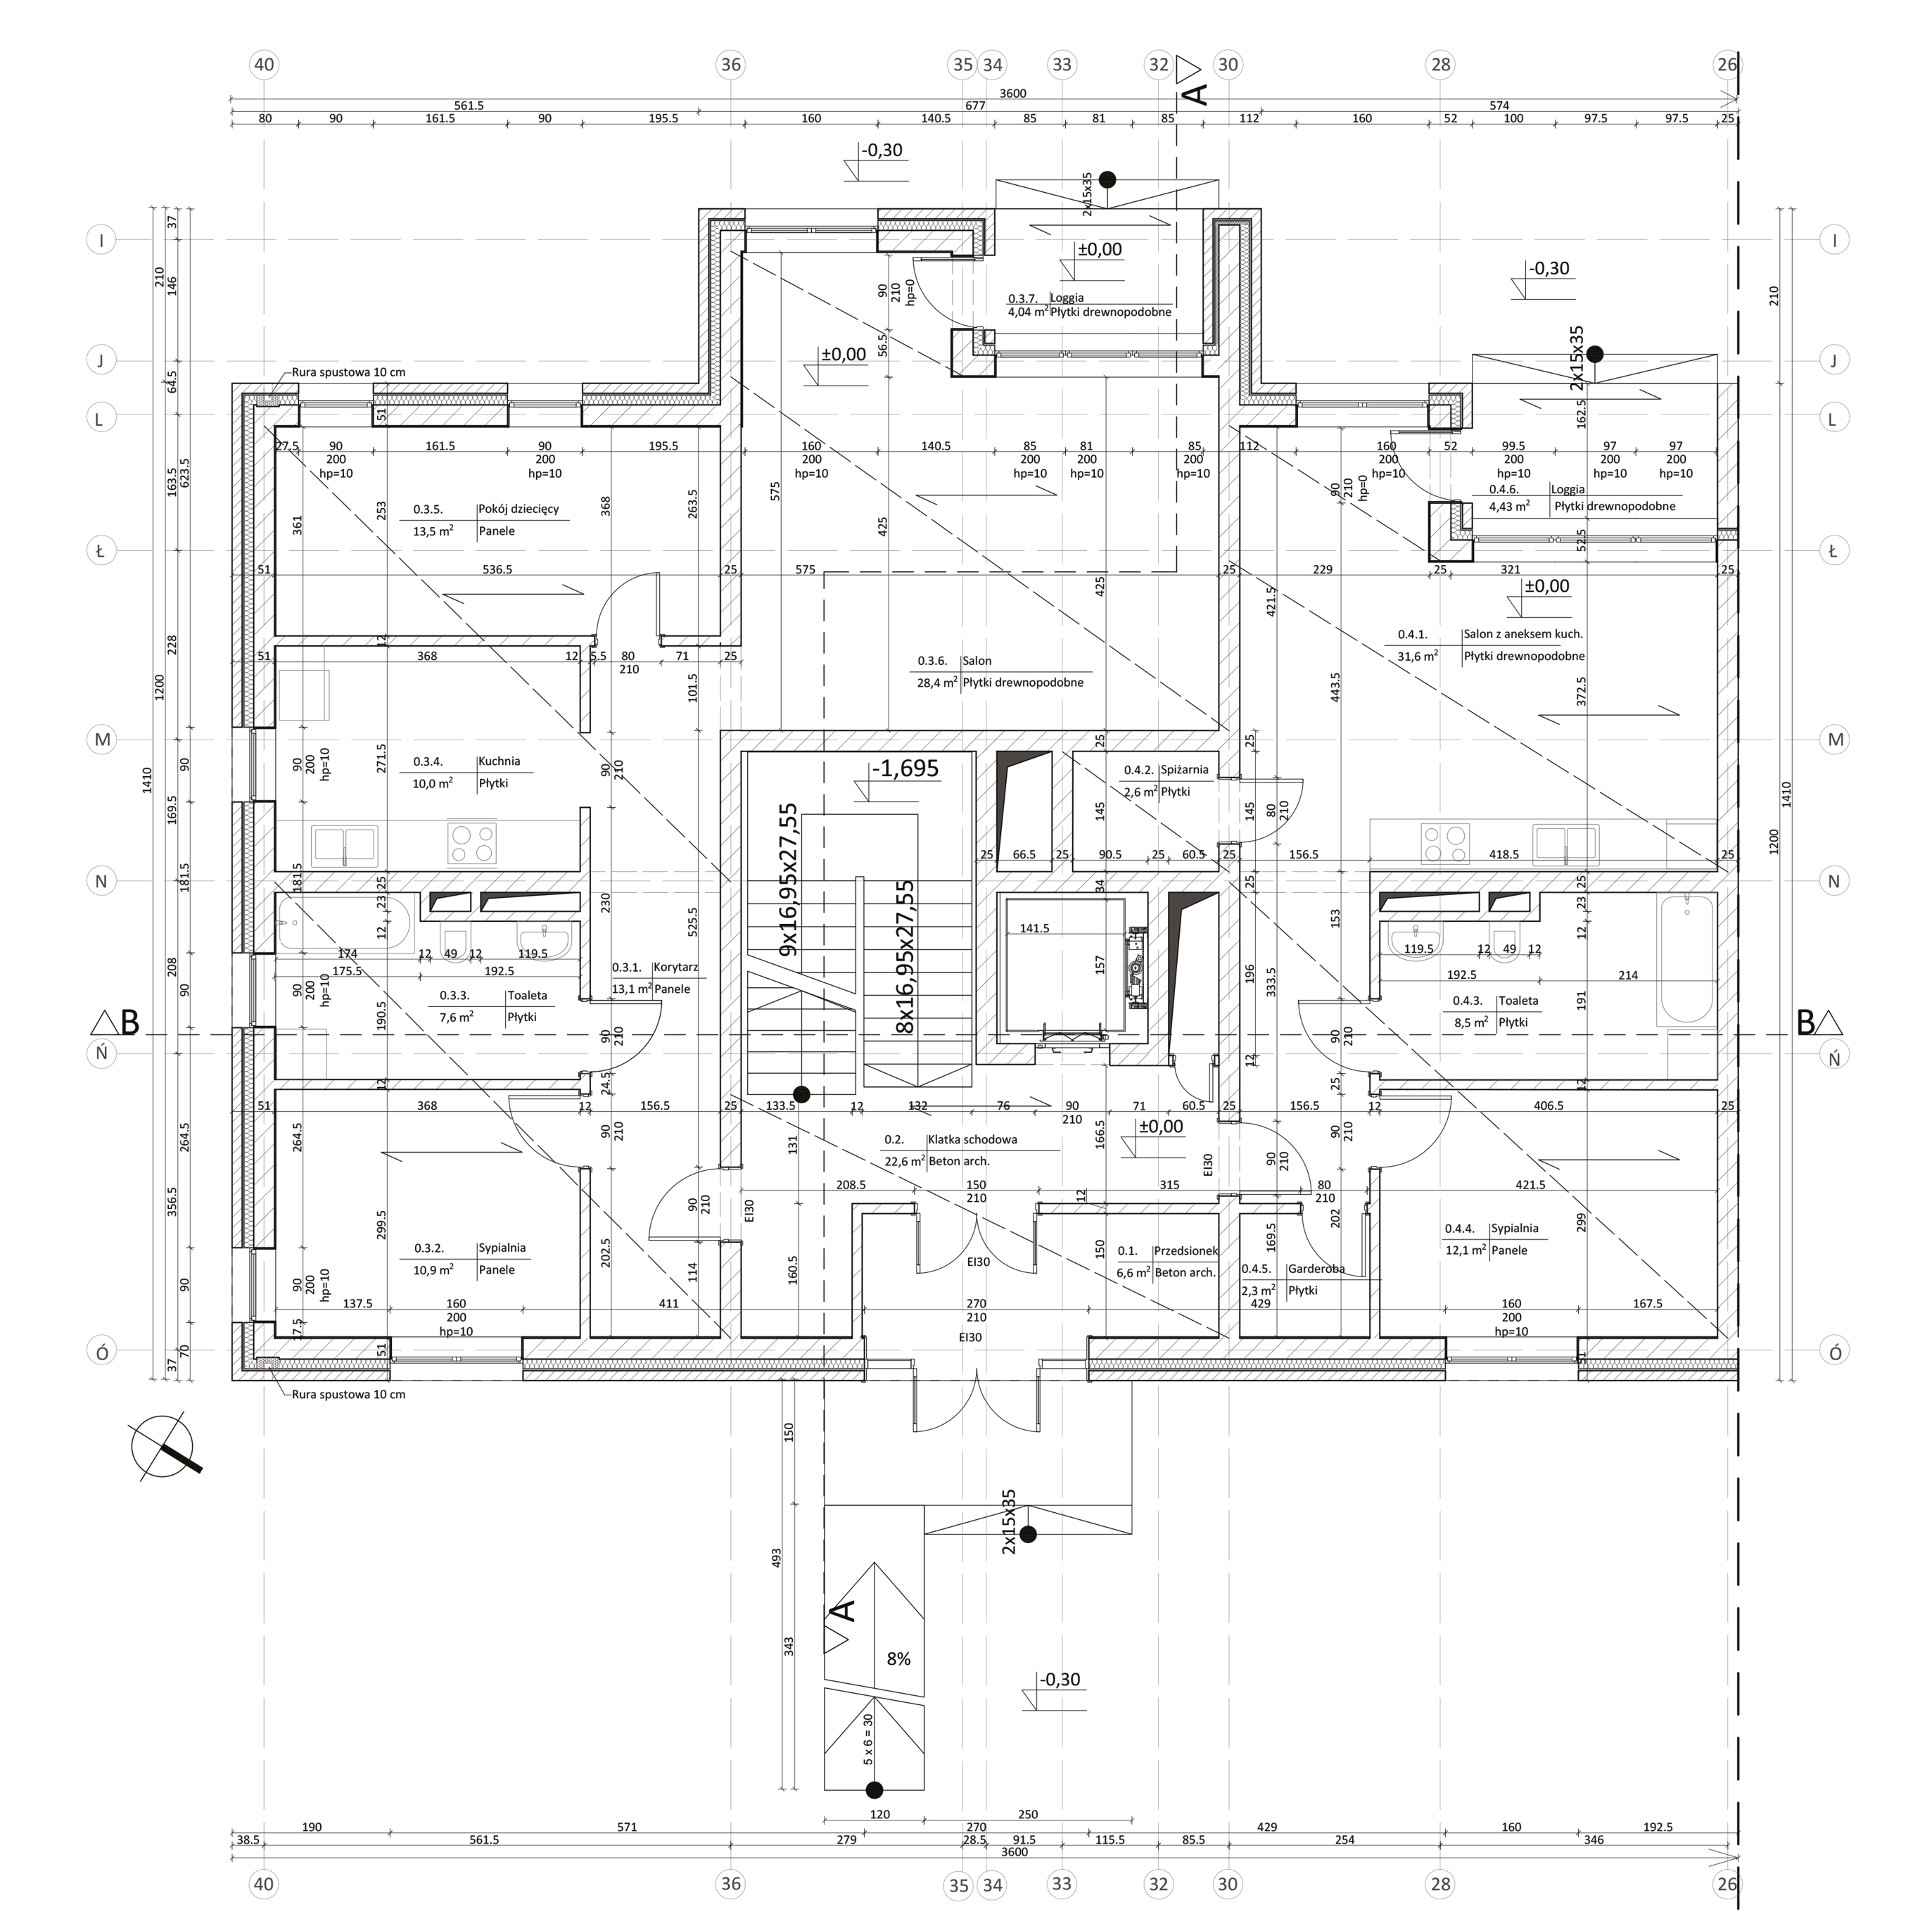 40 36 35 34 33 32 30 28 26
3600
561.5 677 574
80 90 161.5 90 195.5 160 140.5 85 81 85 112 160 52 100 97.5 97.5 25
A
-0,30
2x15x35
37
I
±0,00
I
-0,30
210
146
210
90
210
hp=0
0.3.7. Loggia
4,04 m² Płytki drewnopodobne
56.5
±0,00
2x15x35
J
J
Rura spustowa 10 cm
64.5
51
162.5
L
L
27.5 90 161.5 90 195.5 160 140.5 85 81 85 112 160 52 99.5 97 97
200 200 200 200 200 200 200 200 200 200
hp=10 hp=10 hp=10 hp=10 hp=10 hp=10 hp=10 hp=10 hp=10 hp=10
163.5
623.5
361
253
368
263.5
575
425
90
210
hp=0
0.4.6. Loggia
4,43 m² Płytki drewnopodobne
0.3.5. Pokój dziecięcy
13,5 m² Panele
52.5
Ł
Ł
51 536.5 25 575 25 229 25 321 25
425
421.5
±0,00
228
12
0.4.1. Salon z aneksem kuch.
31,6 m² Płytki drewnopodobne
51 368 12 5.5 80 71 25
210
0.3.6. Salon
28,4 m² Płytki drewnopodobne
1200
101.5
443.5
372.5
M
25
25
M
1410
90
90
200
hp=10
271.5
0.3.4. Kuchnia
10,0 m² Płytki
90
210
-1,695
0.4.2. Spiżarnia
2,6 m² Płytki
1410
169.5
9x16,95x27,55
145
145
80
210
1200
25 66.5 25 90.5 25 60.5 25 156.5 418.5 25
N
181.5
181.5
25
23
12
34
25
25
23
12
N
230
525.5
8x16,95x27,55
141.5
153
174 12 49 12 119.5
175.5 192.5
119.5 12 49 12
192.5 214
208
90
90
200
hp=10
0.3.1. Korytarz
13,1 m² Panele
157
196
333.5
0.3.3. Toaleta
7,6 m² Płytki
190.5
0.4.3. Toaleta
8,5 m² Płytki
191
B
B
90
210
90
210
Ń
12
Ń
12
24.5
25
12
51 368 12 156.5 25 133.5 12 132 76 90 71 60.5 25 156.5 12 406.5 25
210
264.5
264.5
90
210
131
0.2. Klatka schodowa
22,6 m² Beton arch.
166.5
±0,00
EI30
90
210
90
210
356.5
208.5 150 315 80 421.5
210 210
12
90
210
EI30
299.5
202.5
114
160.5
EI30
150
0.1. Przedsionek
6,6 m² Beton arch.
169.5
202
299
0.3.2. Sypialnia
10,9 m² Panele
0.4.4. Sypialnia
12,1 m² Panele
0.4.5. Garderoba
2,3 m² Płytki
90
90
200
hp=10
137.5 160 411 270 429 160 167.5
200 210 200
hp=10 EI30 hp=10
17.5
51
70
37
Ó
Ó
Rura spustowa 10 cm
150
2x15x35
493
A
343
8%
-0,30
5 x 6 = 30
120 250
190 571 270 429 160 192.5
38.5 561.5 279 28.5 91.5 115.5 85.5 254 346
3600
40 36 35 34 33 32 30 28 26